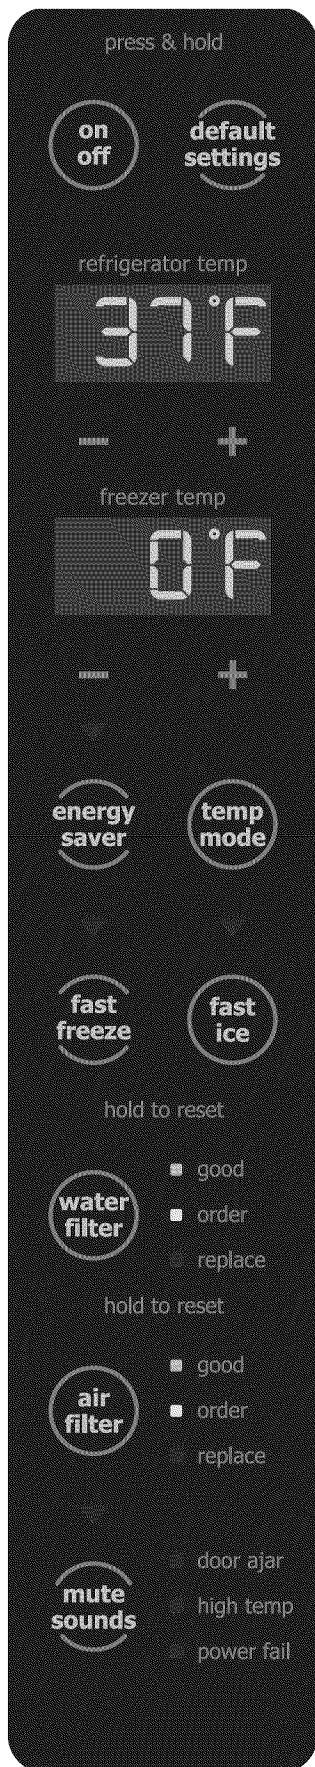 press & hold
on
off
default
settings
refrigerator temp
37°F
− +
freezer temp
0°F
− +
energy
saver
temp
mode
fast
freeze
fast
ice
hold to reset
water
filter
good
order
replace
hold to reset
air
filter
good
order
replace
mute
sounds
door ajar
high temp
power fail